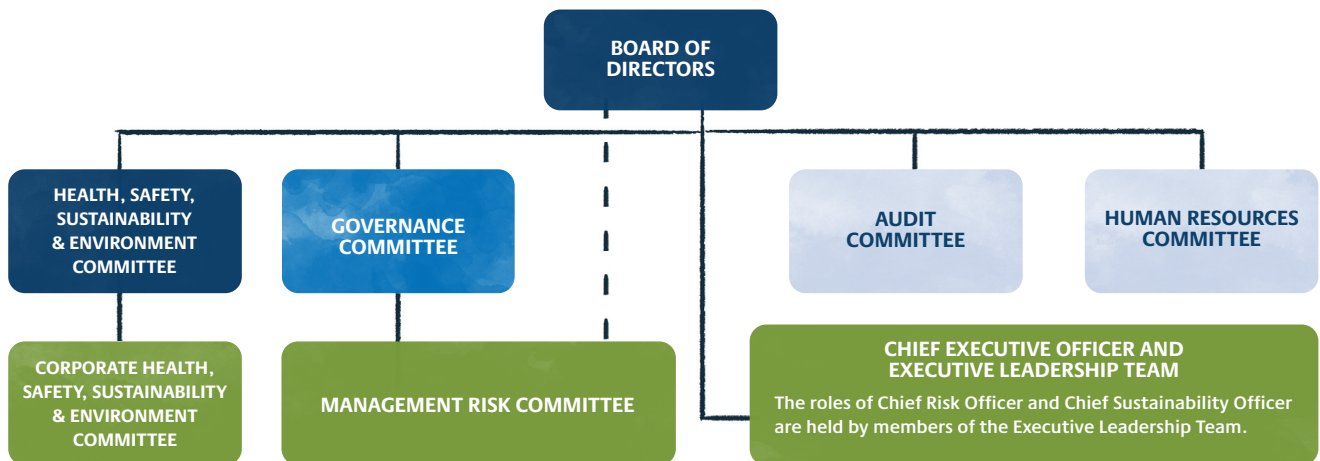 BOARD OF
DIRECTORS
HEALTH, SAFETY,
SUSTAINABILITY
& ENVIRONMENT
COMMITTEE
GOVERNANCE
COMMITTEE
AUDIT
COMMITTEE
HUMAN RESOURCES
COMMITTEE
CORPORATE HEALTH,
SAFETY, SUSTAINABILITY
& ENVIRONMENT
COMMITTEE
MANAGEMENT RISK COMMITTEE
CHIEF EXECUTIVE OFFICER AND
EXECUTIVE LEADERSHIP TEAM
The roles of Chief Risk Officer and Chief Sustainability Officer
are held by members of the Executive Leadership Team.